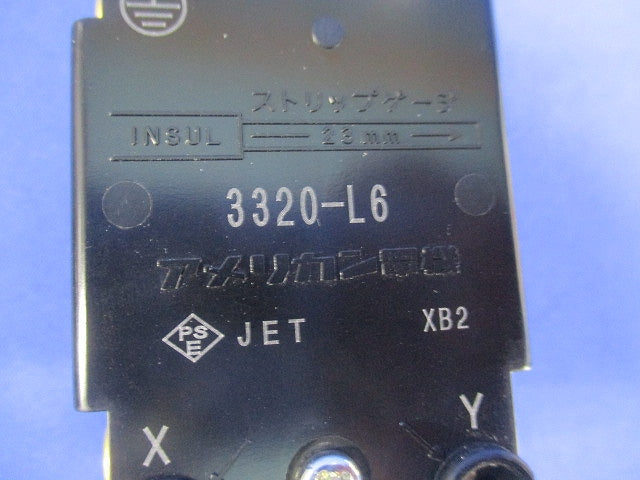 ストリップゲージ
INSUL 23mm
3320-L6
アメリカン電機
PSE JET XB2
X Y